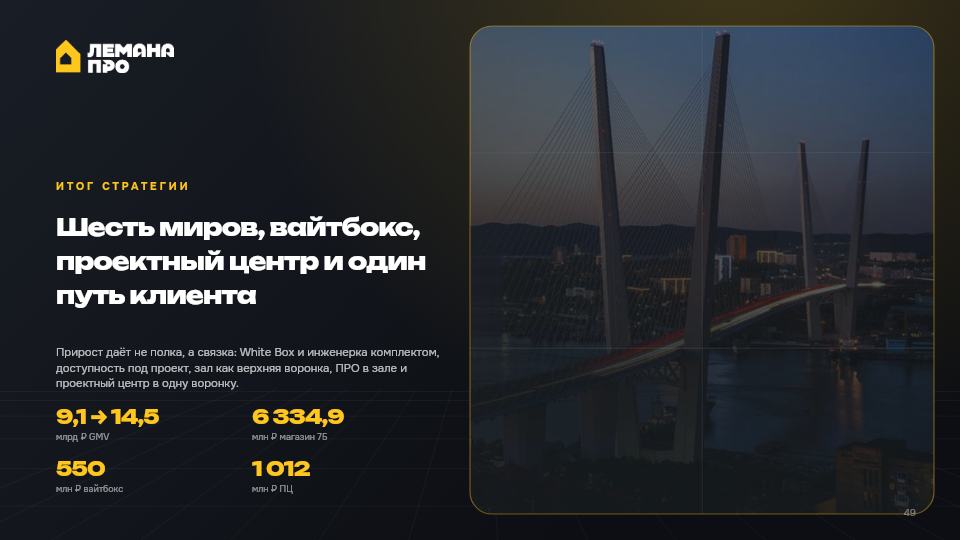 ЛЕМАНА
ПРО
ИТОГ СТРАТЕГИИ
Шесть миров, вайтбокс,
проектный центр и один
путь клиента
Прирост даёт не полка, а связка: White Box и инженерка комплектом,
доступность под проект, зал как верхняя воронка, ПРО в зале и
проектный центр в одну воронку.
9,1 → 14,5
млрд ₽ GMV
6 334,9
млн ₽ магазин 75
550
млн ₽ вайтбокс
1 012
млн ₽ ПЦ
49